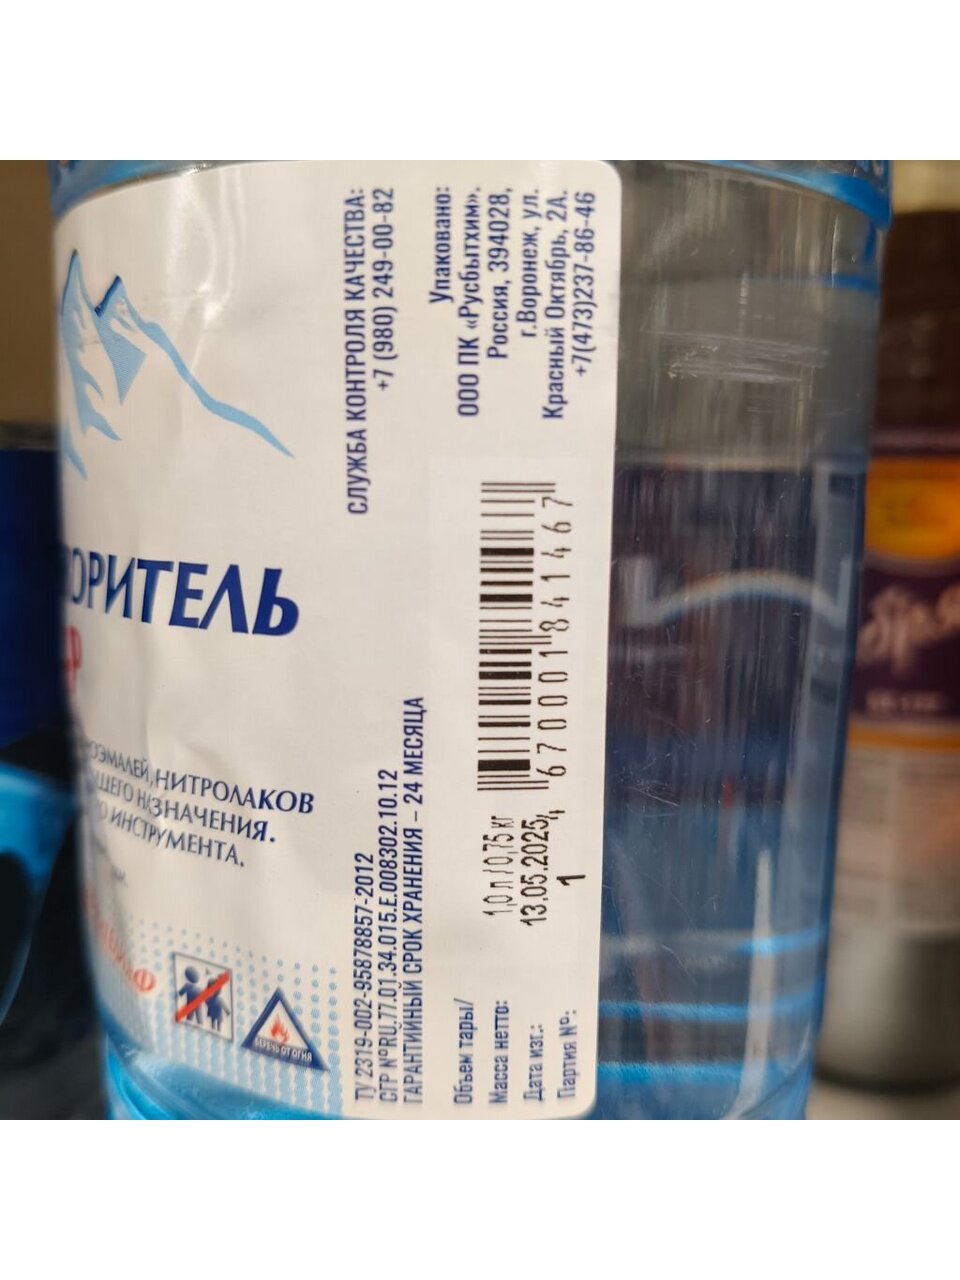 НИТРОЛАКОВ
НАЗНАЧЕНИЯ.
ИНСТРУМЕНТА.
БЕРЕЧЬ ОТ ОГНЯ
СЛУЖБА КОНТРОЛЯ КАЧЕСТВА:
+7 (980) 249-00-82
ТУ 2319-002-95878857-2012
СГР №RU.77.01.34.015.Е.008302.10.12
ГАРАНТИЙНЫЙ СРОК ХРАНЕНИЯ – 24 МЕСЯЦА
Упаковано:
ООО ПК «Русбытхим».
Россия, 394028,
г.Воронеж, ул.
Красный Октябрь, 2А.
+7(473)237-86-46
4 670001 841467
Объем тары/
Масса нетто: 1,0 л / 0,75 кг
Дата изг.: 13.05.2025
Партия №: 1